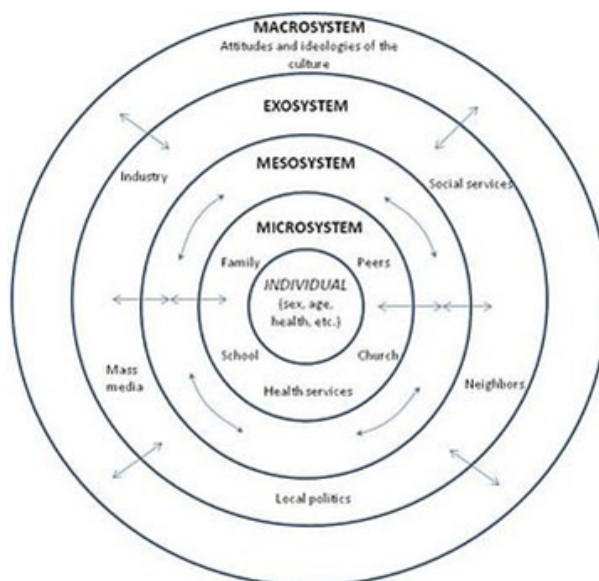 MACROSYSTEM
Attitudes and ideologies of the
culture
EXOSYSTEM
MESOSYSTEM
Industry
Social services
MICROSYSTEM
Family
Peers
INDIVIDUAL
(sex, age,
health, etc.)
School
Church
Mass
media
Health services
Neighbors
Local politics